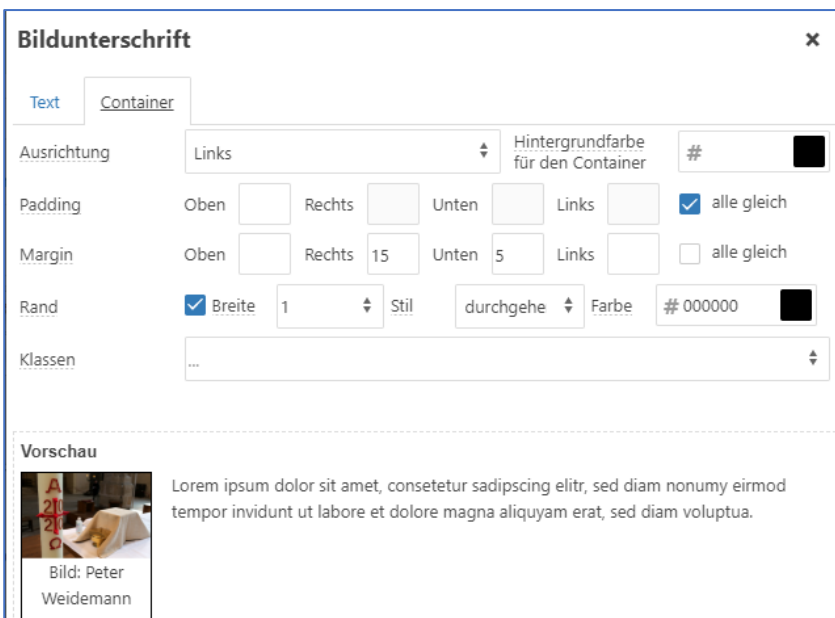 Bildunterschrift
Text Container
Ausrichtung Links Hintergrundfarbe für den Container #
Padding Oben Rechts Unten Links alle gleich
Margin Oben Rechts 15 Unten 5 Links alle gleich
Rand Breite 1 Stil durchgehe Farbe # 000000
Klassen ...
Vorschau
Lorem ipsum dolor sit amet, consetetur sadipscing elitr, sed diam nonumy eirmod
tempor invidunt ut labore et dolore magna aliquyam erat, sed diam voluptua.
A
20
20
Bild: Peter
Weidemann